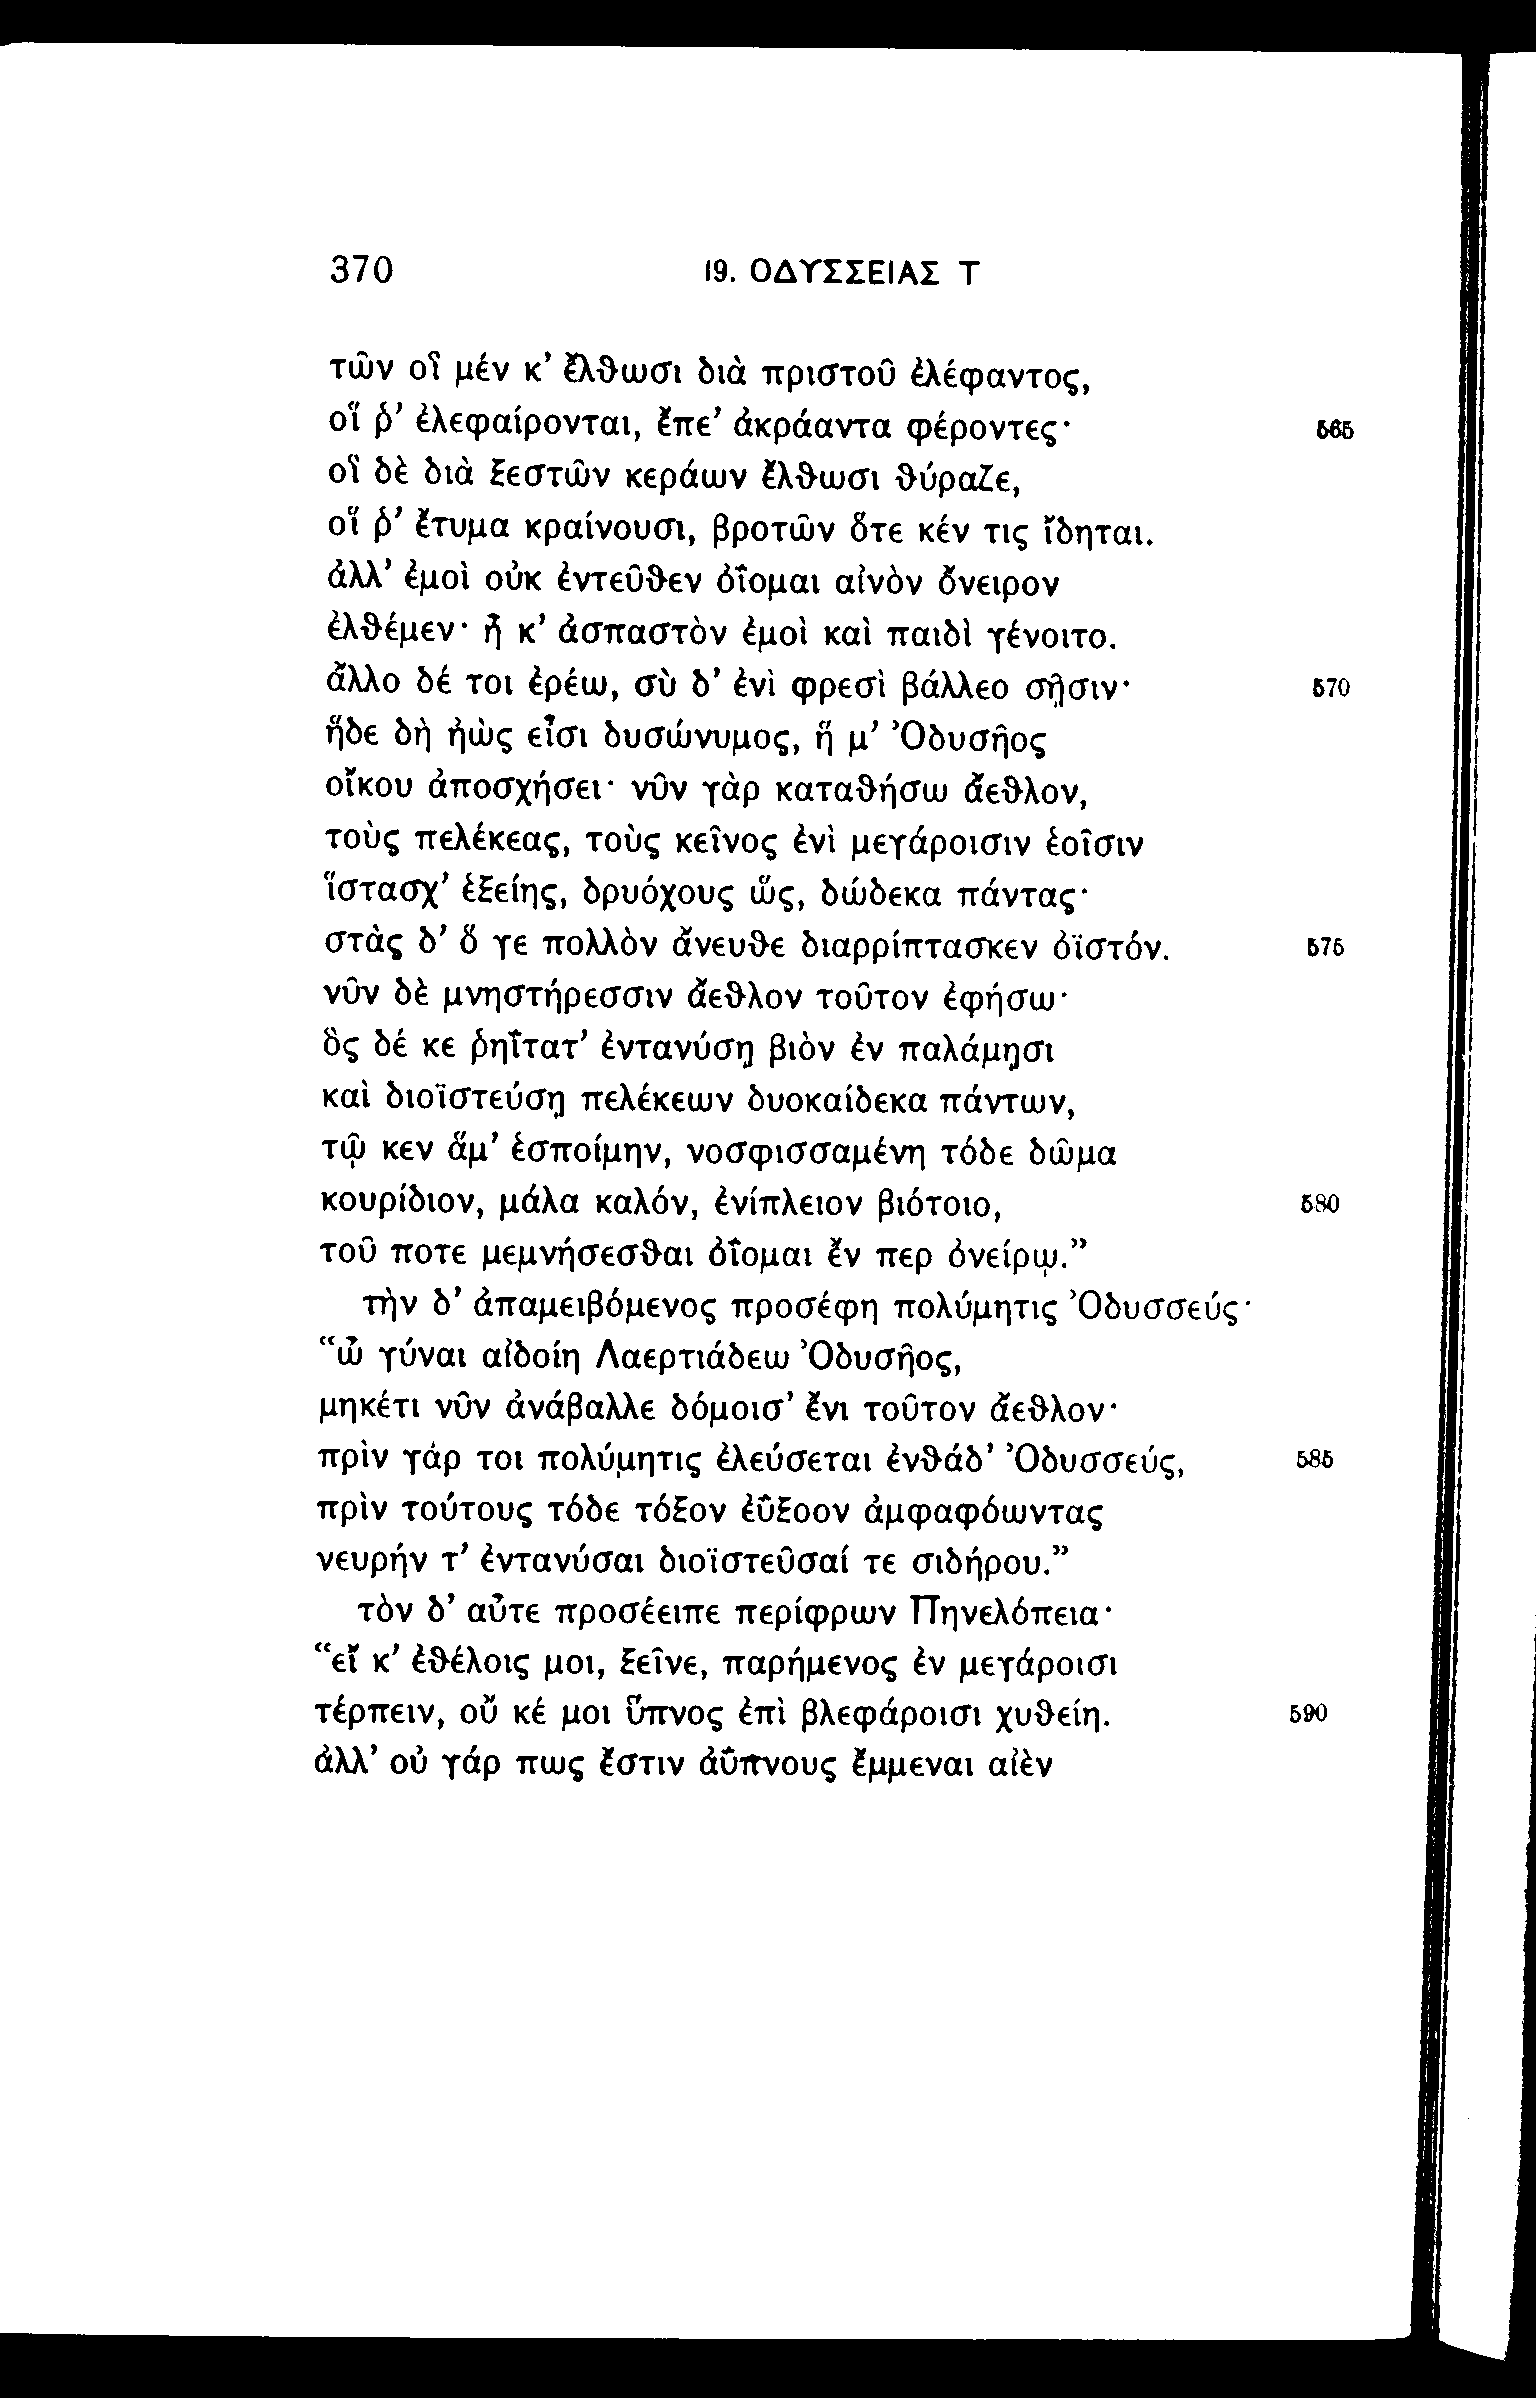 370 19. ΟΔΥΣΣΕΙΑΣ Τ
τῶν οἳ μέν κ’ ἔλθωσι διὰ πριστοῦ ἐλέφαντος,
οἵ ῥ’ ἐλεφαίρονται, ἔπε’ ἀκράαντα φέροντες· 565
οἳ δὲ διὰ ξεστῶν κεράων ἔλθωσι θύραζε,
οἵ ῥ’ ἔτυμα κραίνουσι, βροτῶν ὅτε κέν τις ἴδηται.
ἀλλ’ ἐμοὶ οὐκ ἐντεῦθεν ὀΐομαι αἰνὸν ὄνειρον
ἐλθέμεν· ἦ κ’ ἀσπαστὸν ἐμοὶ καὶ παιδὶ γένοιτο.
ἄλλο δέ τοι ἐρέω, σὺ δ’ ἐνὶ φρεσὶ βάλλεο σῇσιν· 570
ἥδε δὴ ἠὼς εἶσι δυσώνυμος, ἥ μ’ Ὀδυσῆος
οἴκου ἀποσχήσει· νῦν γὰρ καταθήσω ἄεθλον,
τοὺς πελέκεας, τοὺς κεῖνος ἐνὶ μεγάροισιν ἑοῖσιν
ἵστασχ’ ἑξείης, δρυόχους ὥς, δώδεκα πάντας·
στὰς δ’ ὅ γε πολλὸν ἄνευθε διαρρίπτασκεν ὀϊστόν. 575
νῦν δὲ μνηστήρεσσιν ἄεθλον τοῦτον ἐφήσω·
ὃς δέ κε ῥηΐτατ’ ἐντανύσῃ βιὸν ἐν παλάμῃσι
καὶ διοϊστεύσῃ πελέκεων δυοκαίδεκα πάντων,
τῷ κεν ἅμ’ ἑσποίμην, νοσφισσαμένη τόδε δῶμα
κουρίδιον, μάλα καλόν, ἐνίπλειον βιότοιο, 580
τοῦ ποτε μεμνήσεσθαι ὀΐομαι ἔν περ ὀνείρῳ.”
τὴν δ’ ἀπαμειβόμενος προσέφη πολύμητις Ὀδυσσεύς·
“ὦ γύναι αἰδοίη Λαερτιάδεω Ὀδυσῆος,
μηκέτι νῦν ἀνάβαλλε δόμοισ’ ἔνι τοῦτον ἄεθλον·
πρὶν γάρ τοι πολύμητις ἐλεύσεται ἐνθάδ’ Ὀδυσσεύς, 585
πρὶν τούτους τόδε τόξον ἐΰξοον ἀμφαφόωντας
νευρήν τ’ ἐντανύσαι διοϊστεῦσαί τε σιδήρου.”
τὸν δ’ αὖτε προσέειπε περίφρων Πηνελόπεια·
“εἴ κ’ ἐθέλοις μοι, ξεῖνε, παρήμενος ἐν μεγάροισι
τέρπειν, οὔ κέ μοι ὕπνος ἐπὶ βλεφάροισι χυθείη. 590
ἀλλ’ οὐ γάρ πως ἔστιν ἀΰπνους ἔμμεναι αἰὲν